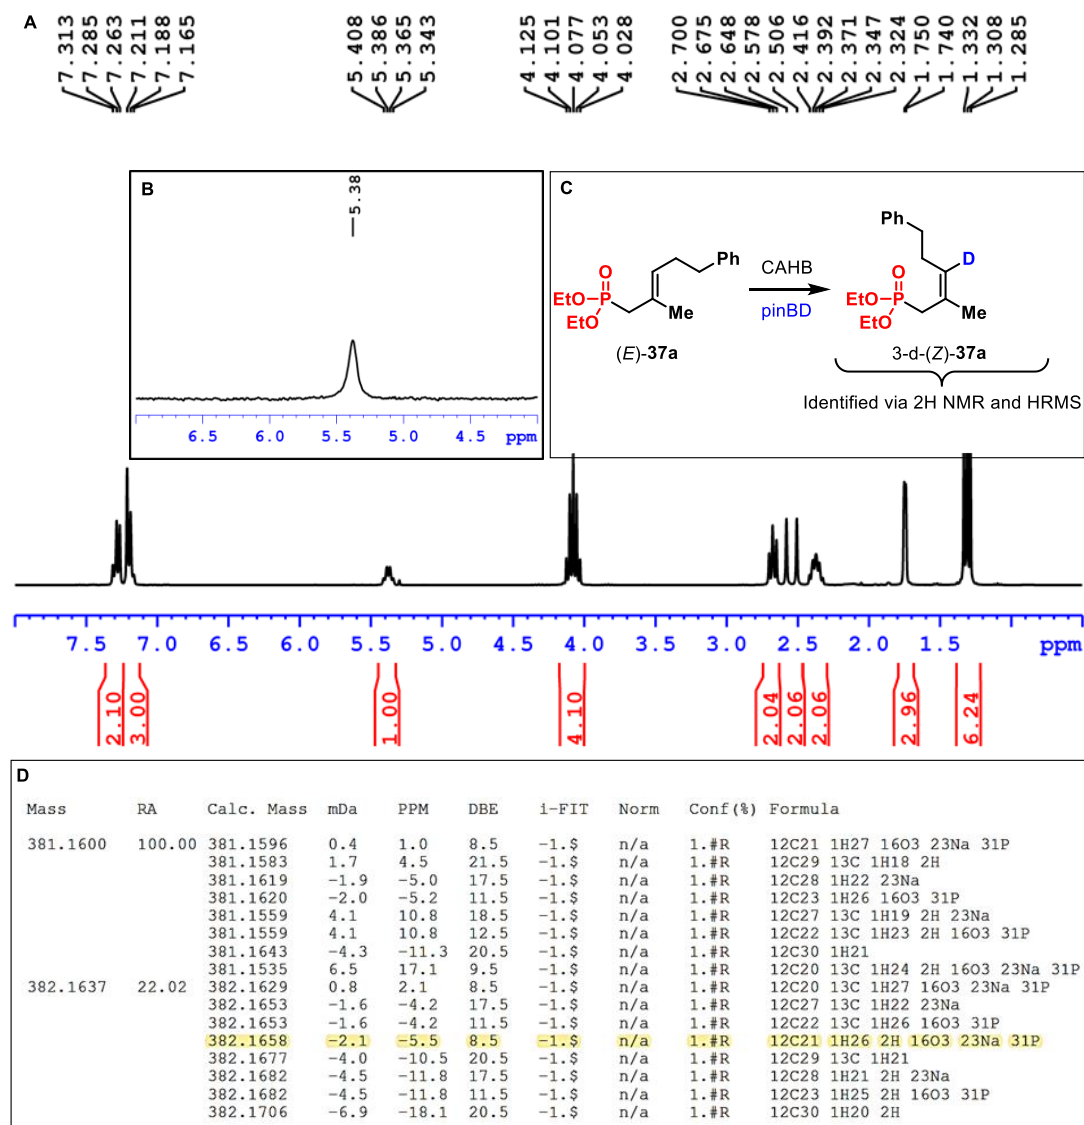 A
7.313
7.285
7.263
7.211
7.188
7.165
5.408
5.386
5.365
5.343
4.125
4.101
4.077
4.053
4.028
2.700
2.675
2.648
2.578
2.506
2.416
2.392
2.371
2.347
2.324
1.750
1.740
1.332
1.308
1.285
B
5.38
6.5 6.0 5.5 5.0 4.5 ppm
C
Ph
O
EtO P
EtO
Me
(E)-37a
CAHB
pinBD
Ph
D
O
EtO P
EtO
Me
3-d-(Z)-37a
Identified via 2H NMR and HRMS
7.5 7.0 6.5 6.0 5.5 5.0 4.5 4.0 3.5 3.0 2.5 2.0 1.5 ppm
2.10
3.00
1.00
4.10
2.04
2.06
2.06
2.96
6.24
D
Mass RA Calc. Mass mDa PPM DBE i-FIT Norm Conf(%) Formula
381.1600 100.00 381.1596 0.4 1.0 8.5 -1.$ n/a 1.#R 12C21 1H27 16O3 23Na 31P
381.1583 1.7 4.5 21.5 -1.$ n/a 1.#R 12C29 13C 1H18 2H
381.1619 -1.9 -5.0 17.5 -1.$ n/a 1.#R 12C28 1H22 23Na
381.1620 -2.0 -5.2 11.5 -1.$ n/a 1.#R 12C23 1H26 16O3 31P
381.1559 4.1 10.8 18.5 -1.$ n/a 1.#R 12C27 13C 1H19 2H 23Na
381.1559 4.1 10.8 12.5 -1.$ n/a 1.#R 12C22 13C 1H23 2H 16O3 31P
381.1643 -4.3 -11.3 20.5 -1.$ n/a 1.#R 12C30 1H21
381.1535 6.5 17.1 9.5 -1.$ n/a 1.#R 12C20 13C 1H24 2H 16O3 23Na 31P
382.1637 22.02 382.1629 0.8 2.1 8.5 -1.$ n/a 1.#R 12C20 13C 1H27 16O3 23Na 31P
382.1653 -1.6 -4.2 17.5 -1.$ n/a 1.#R 12C27 13C 1H22 23Na
382.1653 -1.6 -4.2 11.5 -1.$ n/a 1.#R 12C22 13C 1H26 16O3 31P
382.1658 -2.1 -5.5 8.5 -1.$ n/a 1.#R 12C21 1H26 2H 16O3 23Na 31P
382.1677 -4.0 -10.5 20.5 -1.$ n/a 1.#R 12C29 13C 1H21
382.1682 -4.5 -11.8 17.5 -1.$ n/a 1.#R 12C28 1H21 2H 23Na
382.1682 -4.5 -11.8 11.5 -1.$ n/a 1.#R 12C23 1H25 2H 16O3 31P
382.1706 -6.9 -18.1 20.5 -1.$ n/a 1.#R 12C30 1H20 2H